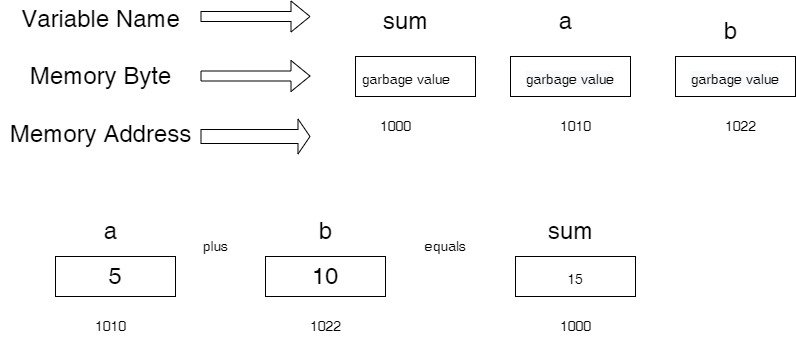 Variable Name sum a b
Memory Byte garbage value garbage value garbage value
Memory Address 1000 1010 1022
a plus b equals sum
5 10 15
1010 1022 1000